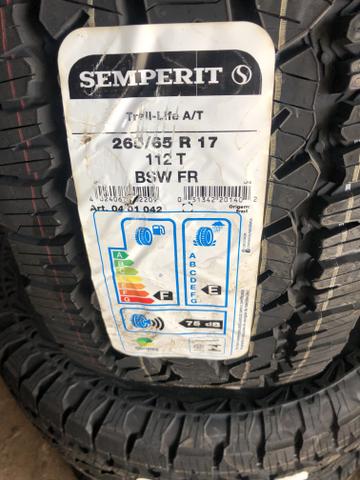 SEMPERIT S
Trail-Life A/T
265/65 R 17
112 T
BSW FR
Art. 04 01 042
A
B
C
D
E
F
G
F
A
B
C
D
E
F
G
E
75 dB